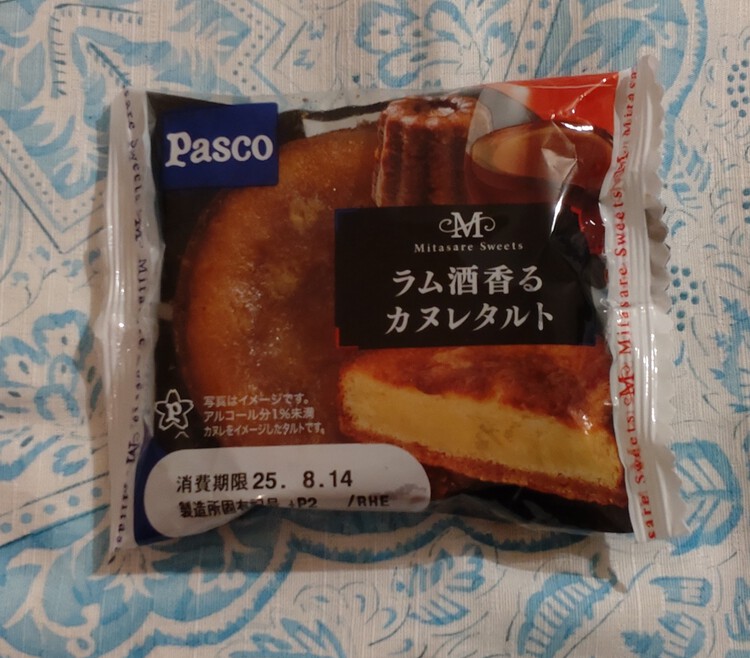 Pasco
M
Mitasare Sweets
ラム酒香る
カヌレタルト
写真はイメージです。
アルコール分1%未満
カヌレをイメージしたタルトです。
消費期限 25. 8.14
製造所固有記号 +P2 /RHE
M Mitasare Sweets M Mitasare